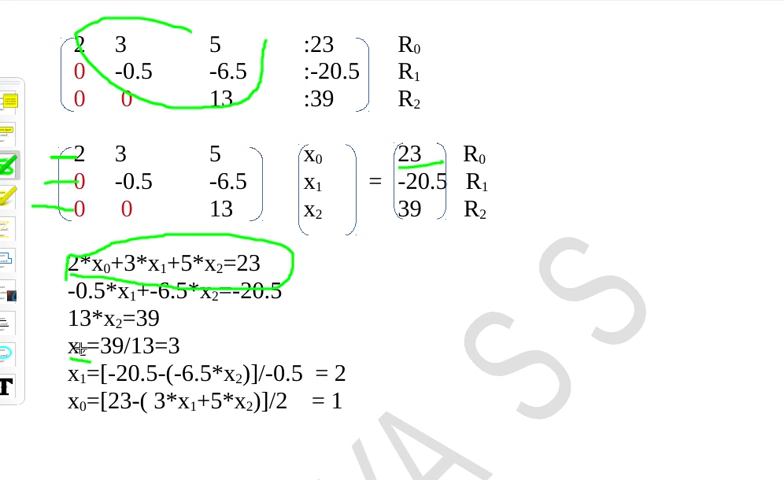 2 3 5 :23 R₀
0 -0.5 -6.5 :-20.5 R₁
0 0 13 :39 R₂
2 3 5 x₀ 23 R₀
0 -0.5 -6.5 x₁ = -20.5 R₁
0 0 13 x₂ 39 R₂
2*x₀+3*x₁+5*x₂=23
-0.5*x₁+-6.5*x₂=-20.5
13*x₂=39
x₂=39/13=3
x₁=[-20.5-(-6.5*x₂)]/-0.5 = 2
x₀=[23-( 3*x₁+5*x₂)]/2 = 1
T